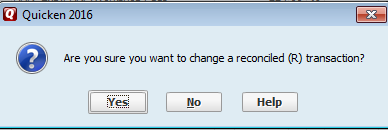 Quicken 2016
Are you sure you want to change a reconciled (R) transaction?
Yes
No
Help